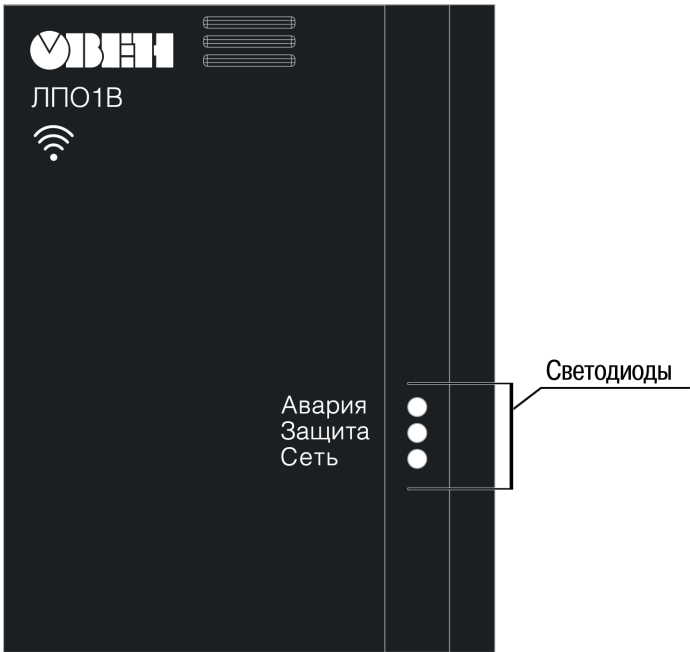 ОВЕН
ЛПО1В
Авария
Защита
Сеть
Светодиоды